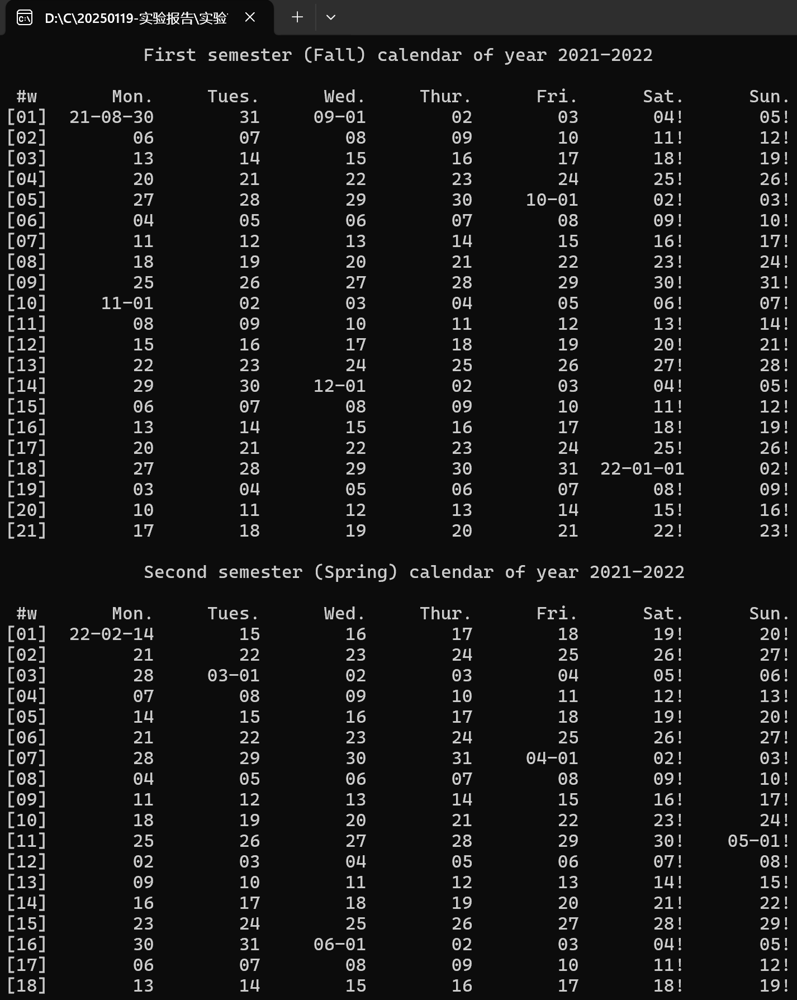 D:\C\20250119-实验报告\实验
First semester (Fall) calendar of year 2021-2022
#w Mon. Tues. Wed. Thur. Fri. Sat. Sun.
[01] 21-08-30 31 09-01 02 03 04! 05!
[02] 06 07 08 09 10 11! 12!
[03] 13 14 15 16 17 18! 19!
[04] 20 21 22 23 24 25! 26!
[05] 27 28 29 30 10-01 02! 03!
[06] 04 05 06 07 08 09! 10!
[07] 11 12 13 14 15 16! 17!
[08] 18 19 20 21 22 23! 24!
[09] 25 26 27 28 29 30! 31!
[10] 11-01 02 03 04 05 06! 07!
[11] 08 09 10 11 12 13! 14!
[12] 15 16 17 18 19 20! 21!
[13] 22 23 24 25 26 27! 28!
[14] 29 30 12-01 02 03 04! 05!
[15] 06 07 08 09 10 11! 12!
[16] 13 14 15 16 17 18! 19!
[17] 20 21 22 23 24 25! 26!
[18] 27 28 29 30 31 22-01-01 02!
[19] 03 04 05 06 07 08! 09!
[20] 10 11 12 13 14 15! 16!
[21] 17 18 19 20 21 22! 23!
Second semester (Spring) calendar of year 2021-2022
#w Mon. Tues. Wed. Thur. Fri. Sat. Sun.
[01] 22-02-14 15 16 17 18 19! 20!
[02] 21 22 23 24 25 26! 27!
[03] 28 03-01 02 03 04 05! 06!
[04] 07 08 09 10 11 12! 13!
[05] 14 15 16 17 18 19! 20!
[06] 21 22 23 24 25 26! 27!
[07] 28 29 30 31 04-01 02! 03!
[08] 04 05 06 07 08 09! 10!
[09] 11 12 13 14 15 16! 17!
[10] 18 19 20 21 22 23! 24!
[11] 25 26 27 28 29 30! 05-01!
[12] 02 03 04 05 06 07! 08!
[13] 09 10 11 12 13 14! 15!
[14] 16 17 18 19 20 21! 22!
[15] 23 24 25 26 27 28! 29!
[16] 30 31 06-01 02 03 04! 05!
[17] 06 07 08 09 10 11! 12!
[18] 13 14 15 16 17 18! 19!